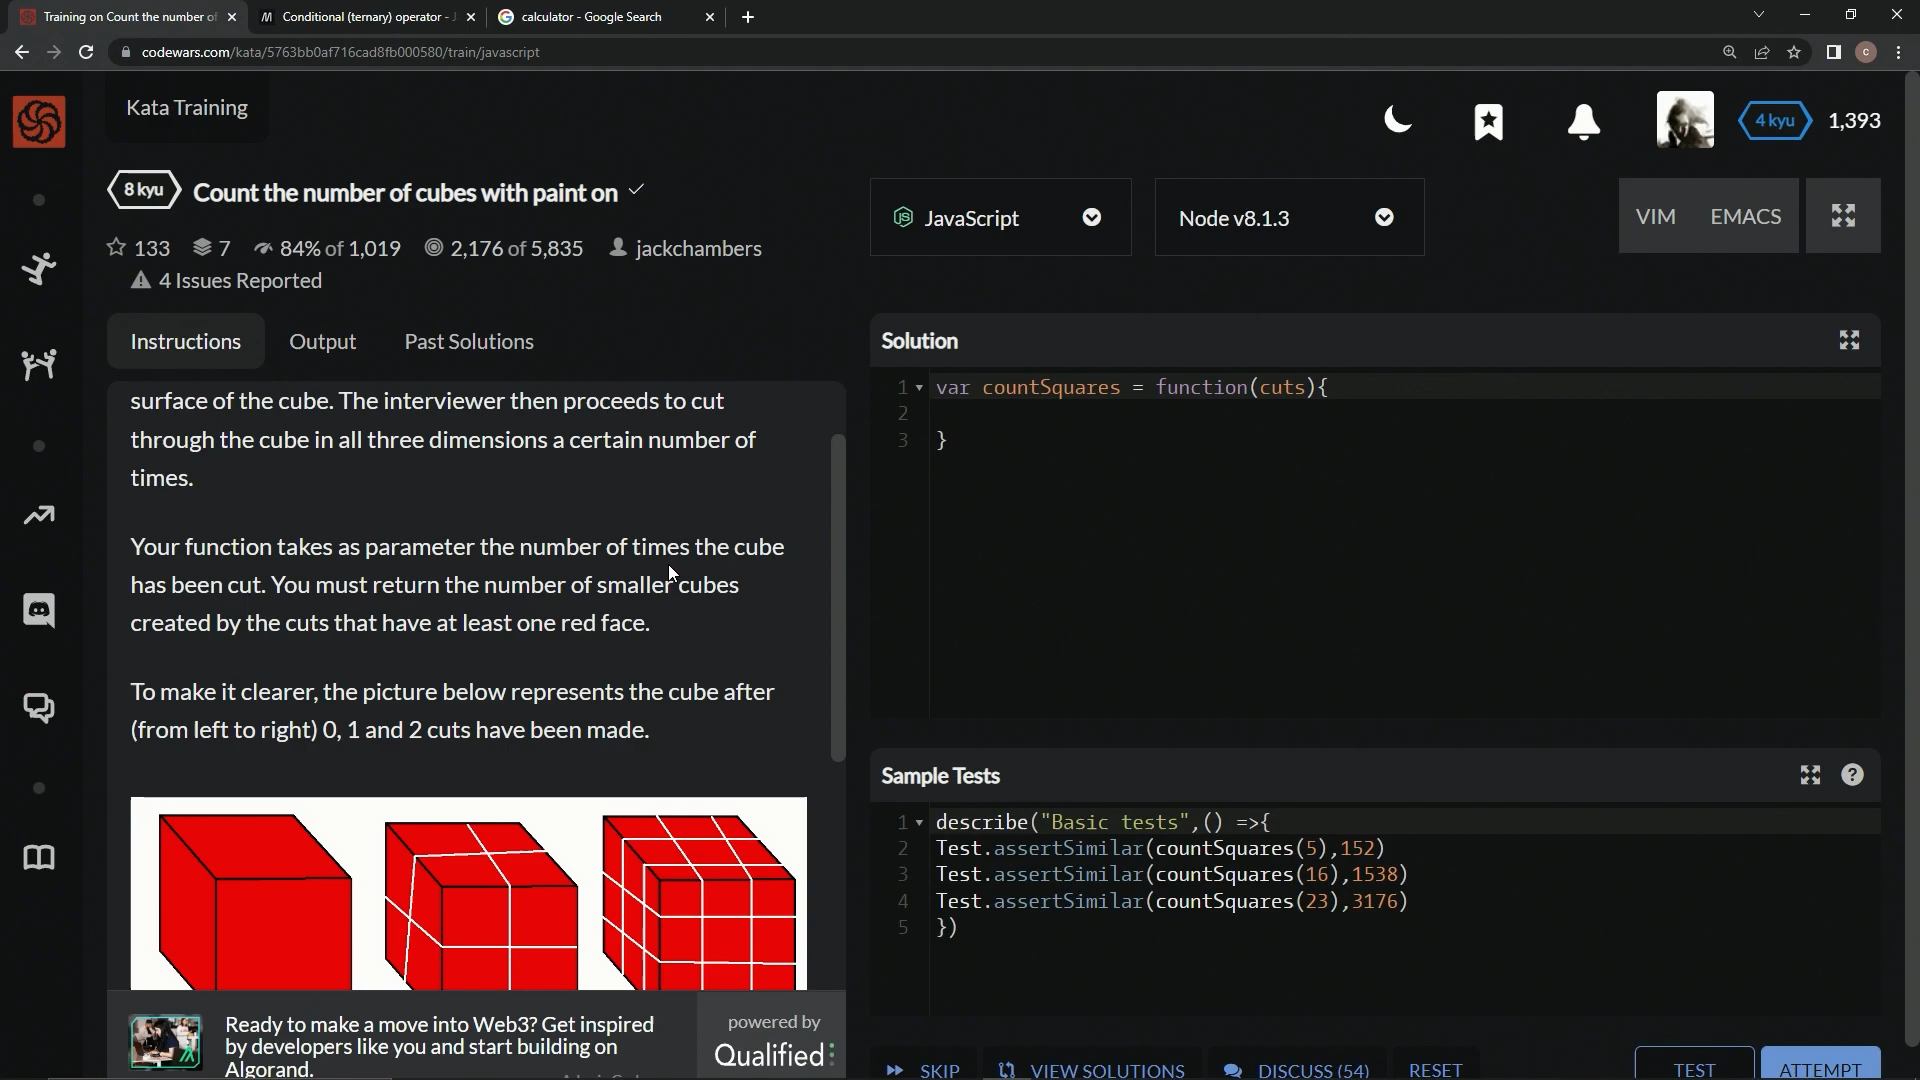 Training on Count the number of
Conditional (ternary) operator - J
calculator - Google Search
codewars.com/kata/5763bb0af716cad8fb000580/train/javascript
Kata Training
4 kyu
1,393
8 kyu
Count the number of cubes with paint on
133
7
84% of 1,019
2,176 of 5,835
jackchambers
4 Issues Reported
JavaScript
Node v8.1.3
VIM
EMACS
Instructions
Output
Past Solutions
surface of the cube. The interviewer then proceeds to cut
through the cube in all three dimensions a certain number of
times.
Your function takes as parameter the number of times the cube
has been cut. You must return the number of smaller cubes
created by the cuts that have at least one red face.
To make it clearer, the picture below represents the cube after
(from left to right) 0, 1 and 2 cuts have been made.
Ready to make a move into Web3? Get inspired
by developers like you and start building on
Algorand.
powered by
Qualified
Solution
1 var countSquares = function(cuts){
2
3 }
Sample Tests
1 describe("Basic tests",() =>{
2 Test.assertSimilar(countSquares(5),152)
3 Test.assertSimilar(countSquares(16),1538)
4 Test.assertSimilar(countSquares(23),3176)
5 })
SKIP
VIEW SOLUTIONS
DISCUSS (54)
RESET
TEST
ATTEMPT